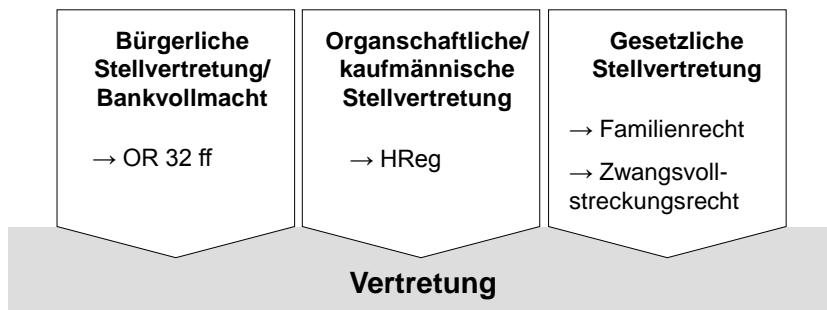 Bürgerliche
Stellvertretung/
Bankvollmacht
→ OR 32 ff
Organschaftliche/
kaufmännische
Stellvertretung
→ HReg
Gesetzliche
Stellvertretung
→ Familienrecht
→ Zwangsvoll-
streckungsrecht
Vertretung